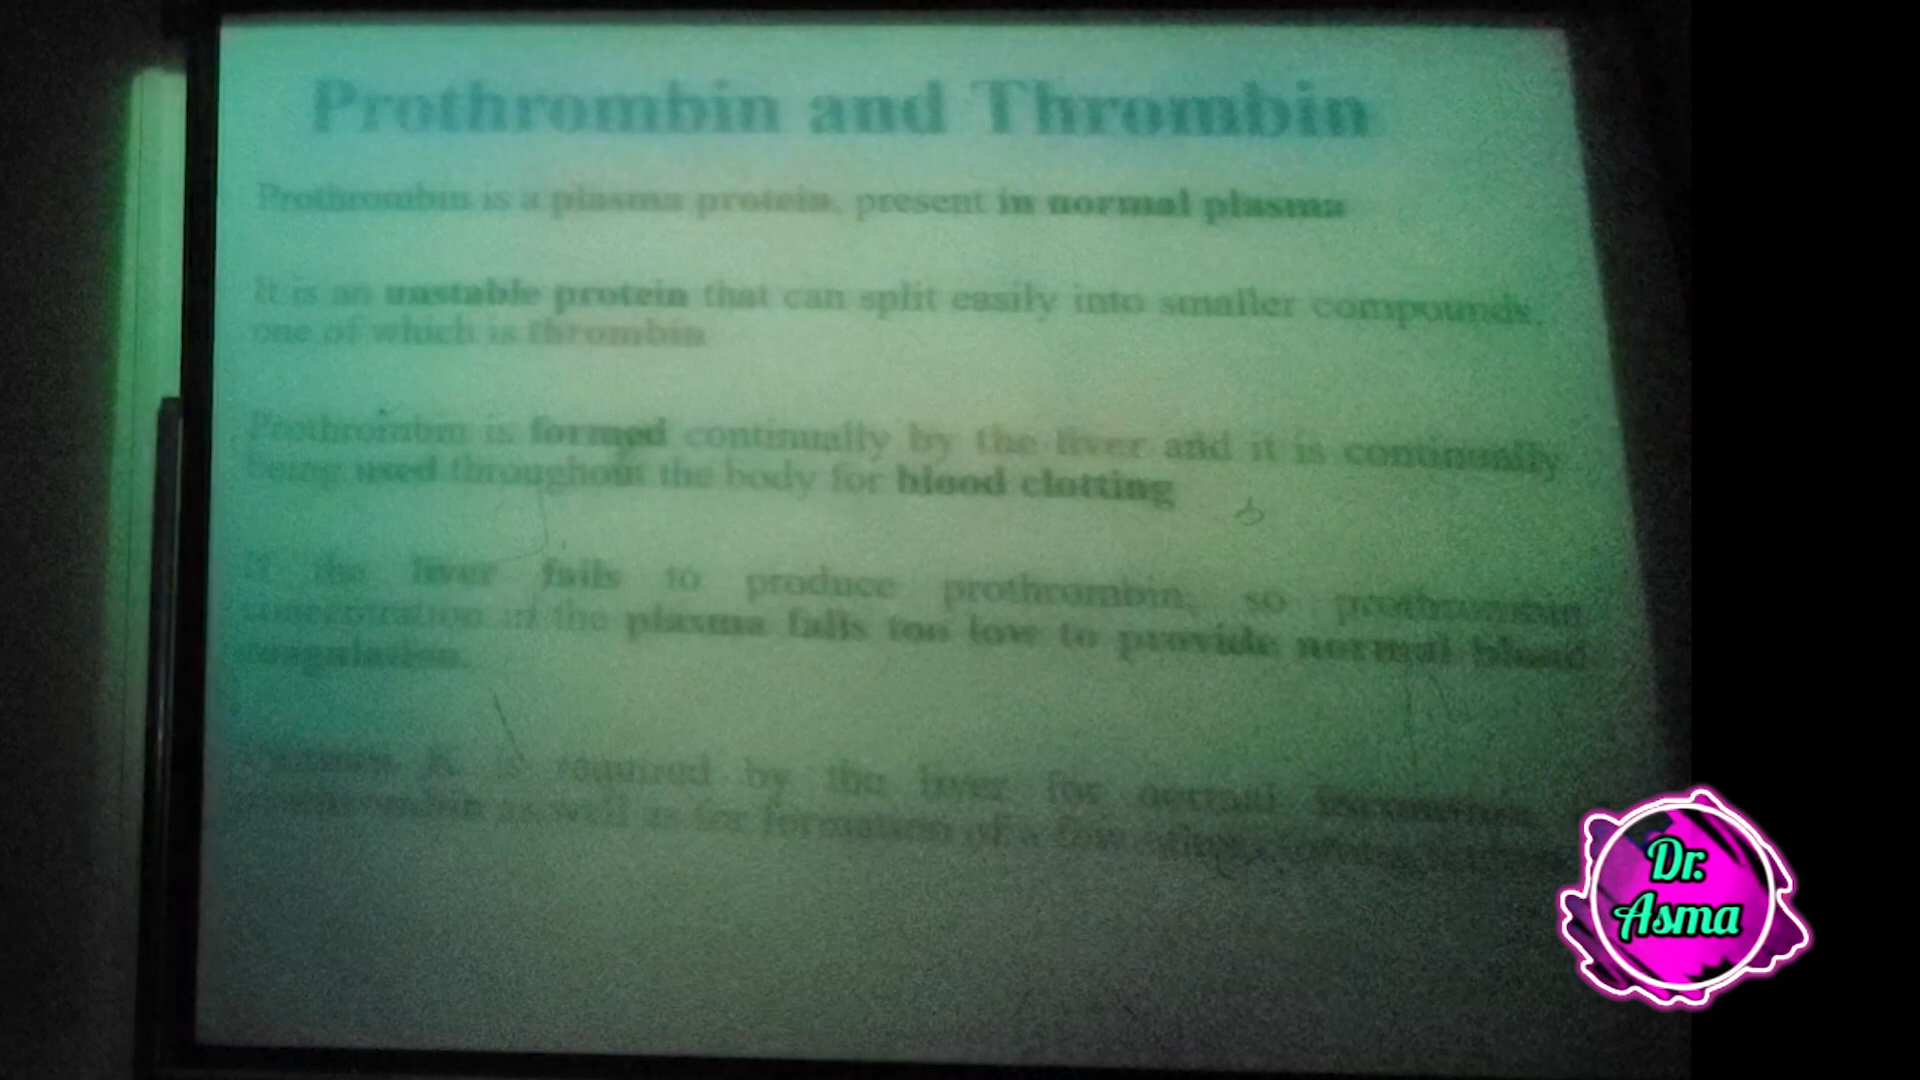 Prothrombin and Thrombin
Prothrombin is a plasma protein, present in normal plasma
It is an unstable protein that can split easily into smaller compounds,
one of which is thrombin
Prothrombin is formed continually by the liver and it is continually
being used throughout the body for blood clotting
If the liver fails to produce prothrombin, so prothrombin
concentration in the plasma falls too low to provide normal blood
coagulation.
Vitamin K is required by the liver for normal formation
prothrombin as well as for formation of a few other clotting
Dr.
Asma